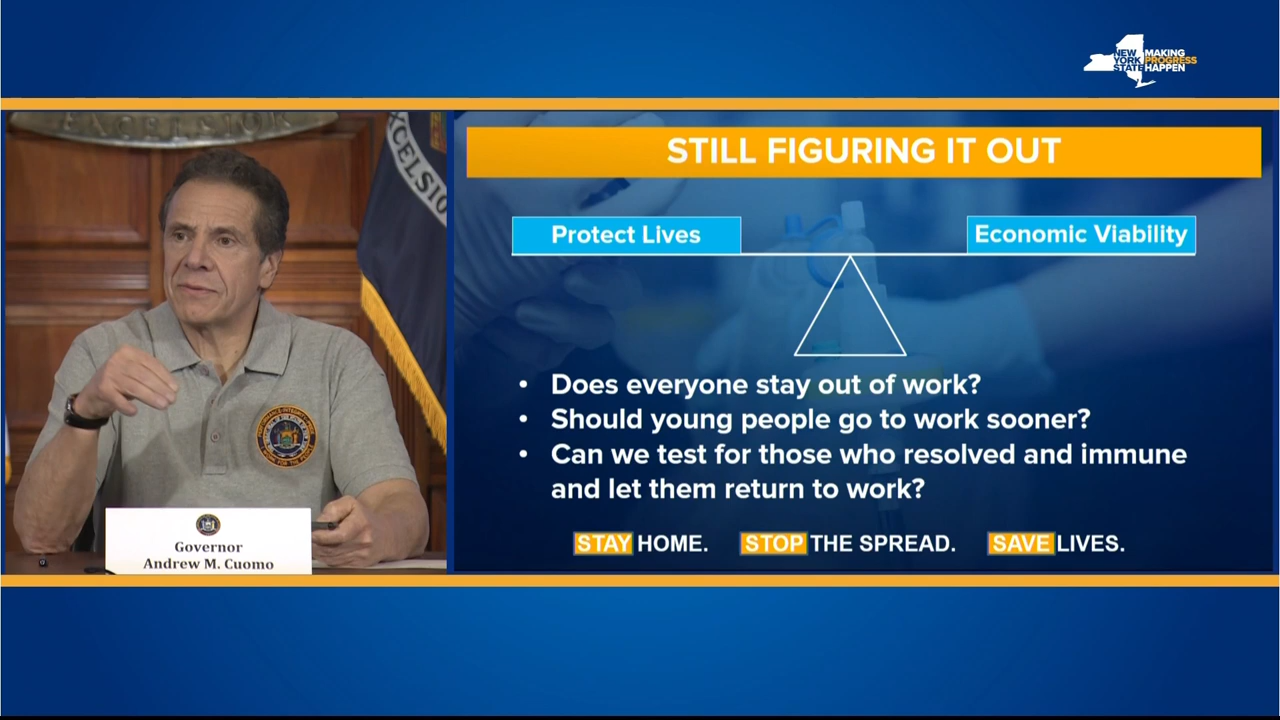 NEW
YORK
STATE
MAKING
PROGRESS
HAPPEN
EXCELSIOR
STILL FIGURING IT OUT
Protect Lives
Economic Viability
• Does everyone stay out of work?
• Should young people go to work sooner?
• Can we test for those who resolved and immune
and let them return to work?
STAY HOME. STOP THE SPREAD. SAVE LIVES.
Governor
Andrew M. Cuomo